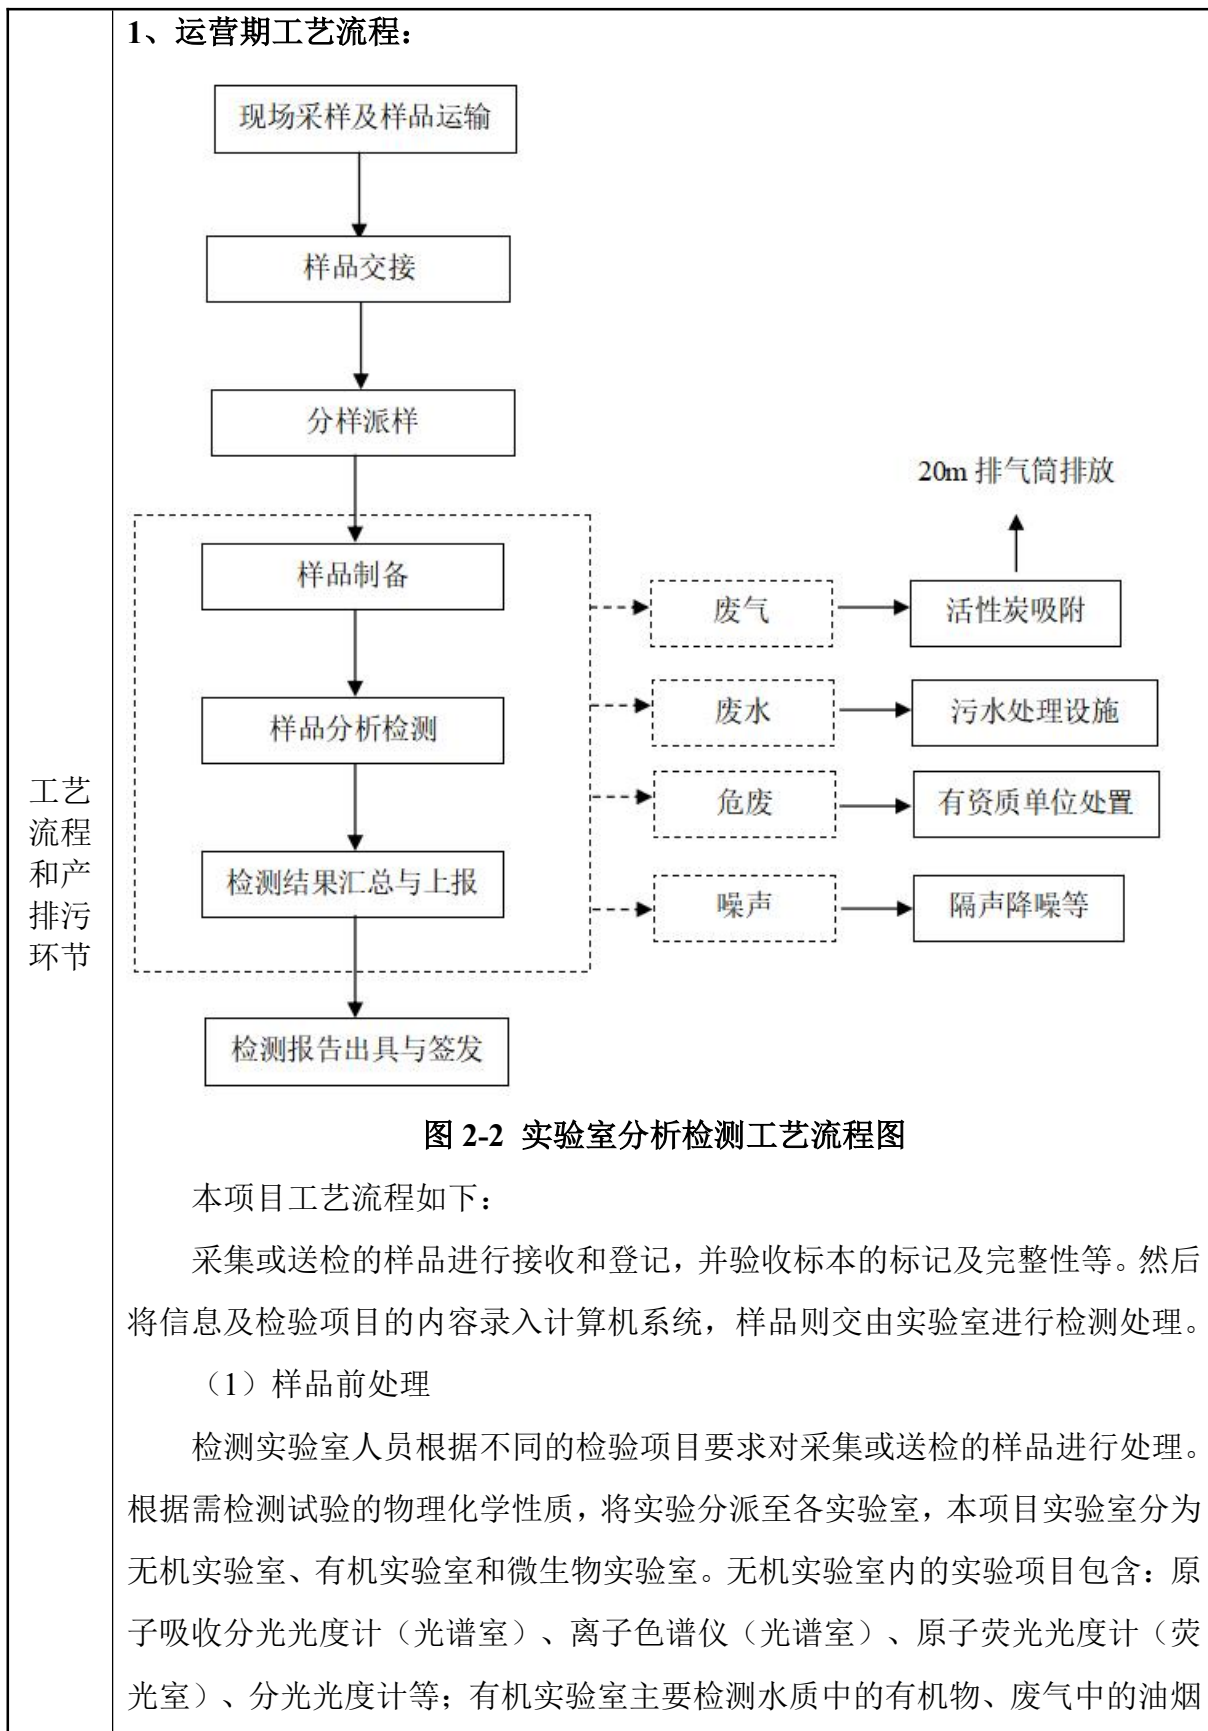 1、运营期工艺流程：
现场采样及样品运输
样品交接
分样派样
20m 排气筒排放
样品制备
废气
活性炭吸附
样品分析检测
废水
污水处理设施
危废
有资质单位处置
检测结果汇总与上报
噪声
隔声降噪等
检测报告出具与签发
工艺
流程
和产
排污
环节
图 2-2 实验室分析检测工艺流程图
本项目工艺流程如下：
采集或送检的样品进行接收和登记，并验收标本的标记及完整性等。然后
将信息及检验项目的内容录入计算机系统，样品则交由实验室进行检测处理。
（1）样品前处理
检测实验室人员根据不同的检验项目要求对采集或送检的样品进行处理。
根据需检测试验的物理化学性质，将实验分派至各实验室，本项目实验室分为
无机实验室、有机实验室和微生物实验室。无机实验室内的实验项目包含：原
子吸收分光光度计（光谱室）、离子色谱仪（光谱室）、原子荧光光度计（荧
光室）、分光光度计等；有机实验室主要检测水质中的有机物、废气中的油烟